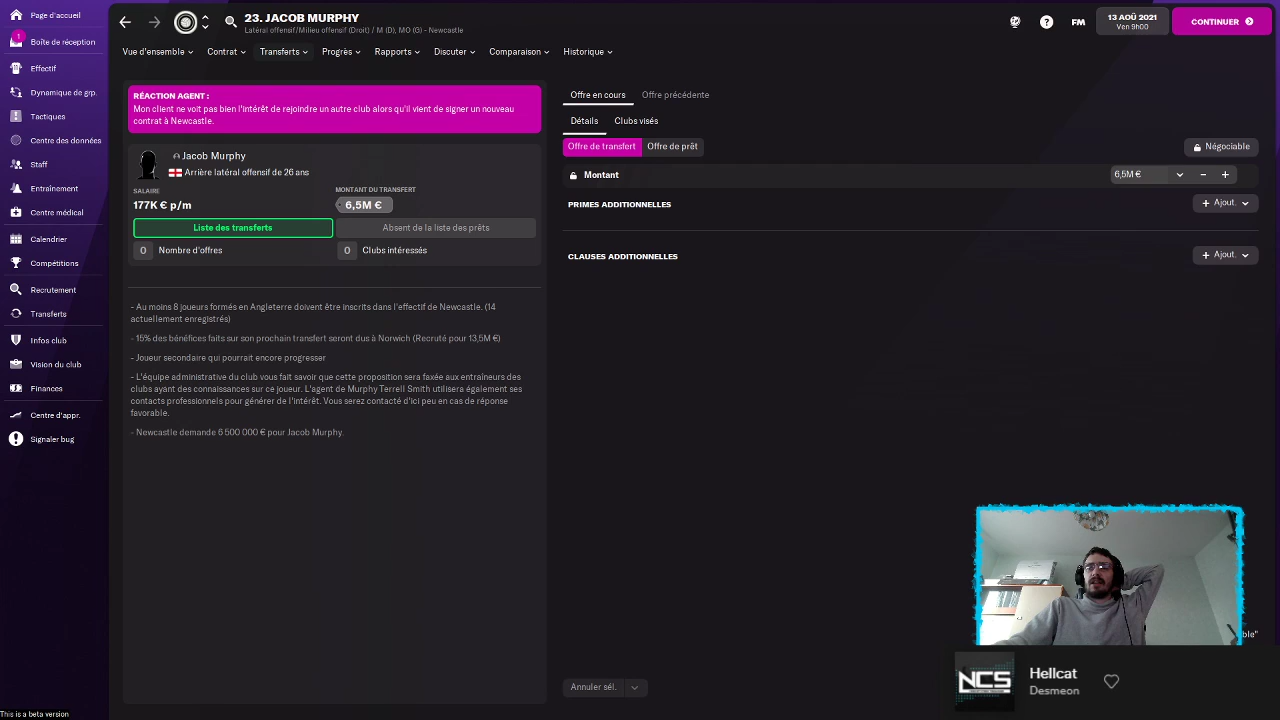 Page d'accueil
1
Boîte de réception
Effectif
Dynamique de grp.
Tactiques
Centre des données
Staff
Entraînement
Centre médical
Calendrier
Compétitions
Recrutement
Transferts
Infos club
Vision du club
Finances
Centre d'appr.
Signaler bug
This is a beta version
23. JACOB MURPHY
Latéral offensif/Milieu offensif (Droit) / M (D), MO (G) - Newcastle
? FM
13 AOÛ 2021
Ven 9h00
CONTINUER
Vue d'ensemble Contrat Transferts Progrès Rapports Discuter Comparaison Historique
RÉACTION AGENT :
Mon client ne voit pas bien l'intérêt de rejoindre un autre club alors qu'il vient de signer un nouveau
contrat à Newcastle.
Jacob Murphy
Arrière latéral offensif de 26 ans
SALAIRE
177K € p/m
MONTANT DU TRANSFERT
6,5M €
Liste des transferts
Absent de la liste des prêts
0 Nombre d'offres
0 Clubs intéressés
- Au moins 8 joueurs formés en Angleterre doivent être inscrits dans l'effectif de Newcastle. (14
actuellement enregistrés)
- 15% des bénéfices faits sur son prochain transfert seront dus à Norwich (Recruté pour 13,5M €)
- Joueur secondaire qui pourrait encore progresser
- L'équipe administrative du club vous fait savoir que cette proposition sera faxée aux entraîneurs des
clubs ayant des connaissances sur ce joueur. L'agent de Murphy Terrell Smith utilisera également ses
contacts professionnels pour générer de l'intérêt. Vous serez contacté d'ici peu en cas de réponse
favorable.
- Newcastle demande 6 500 000 € pour Jacob Murphy.
Offre en cours Offre précédente
Détails Clubs visés
Offre de transfert Offre de prêt
Négociable
Montant
6,5M € - +
PRIMES ADDITIONNELLES
+ Ajout.
CLAUSES ADDITIONNELLES
+ Ajout.
Annuler sél.
ble"
NCS
Hellcat
Desmeon